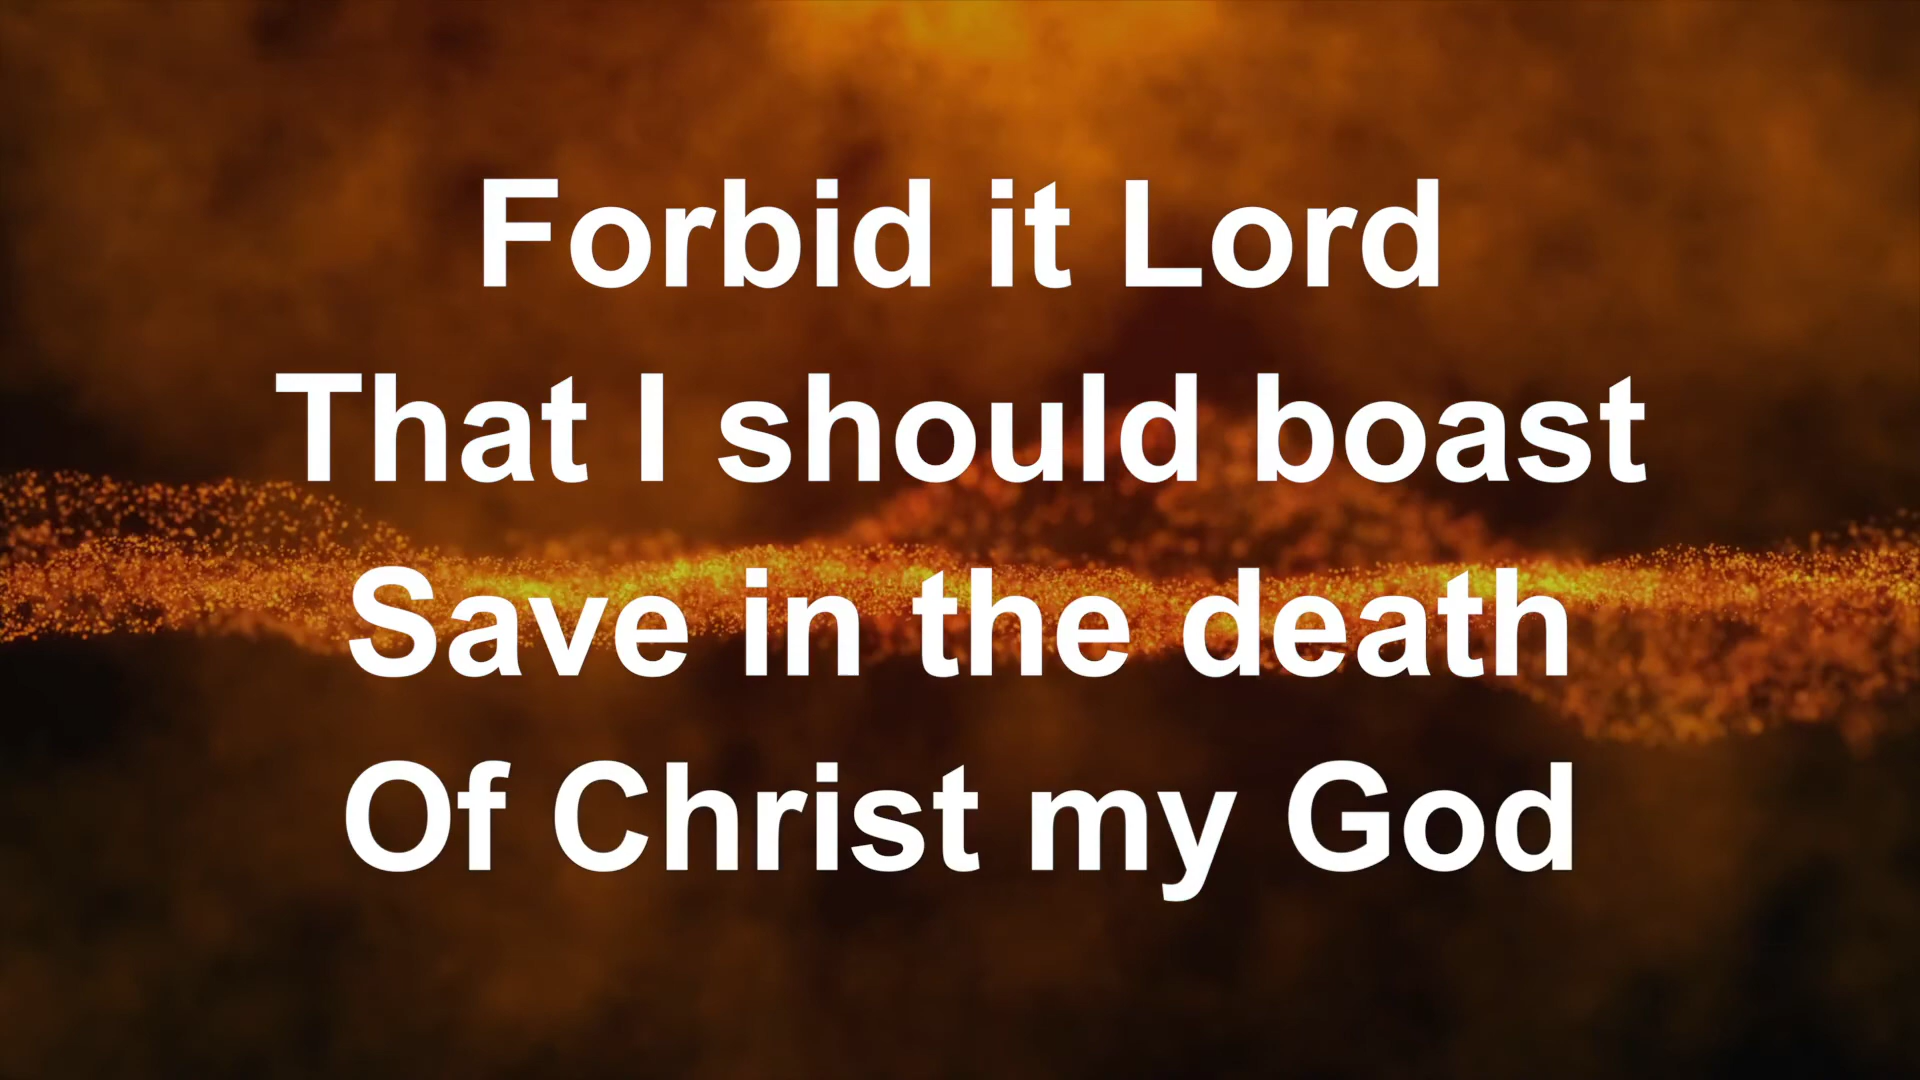 Forbid it Lord
That I should boast
Save in the death
Of Christ my God